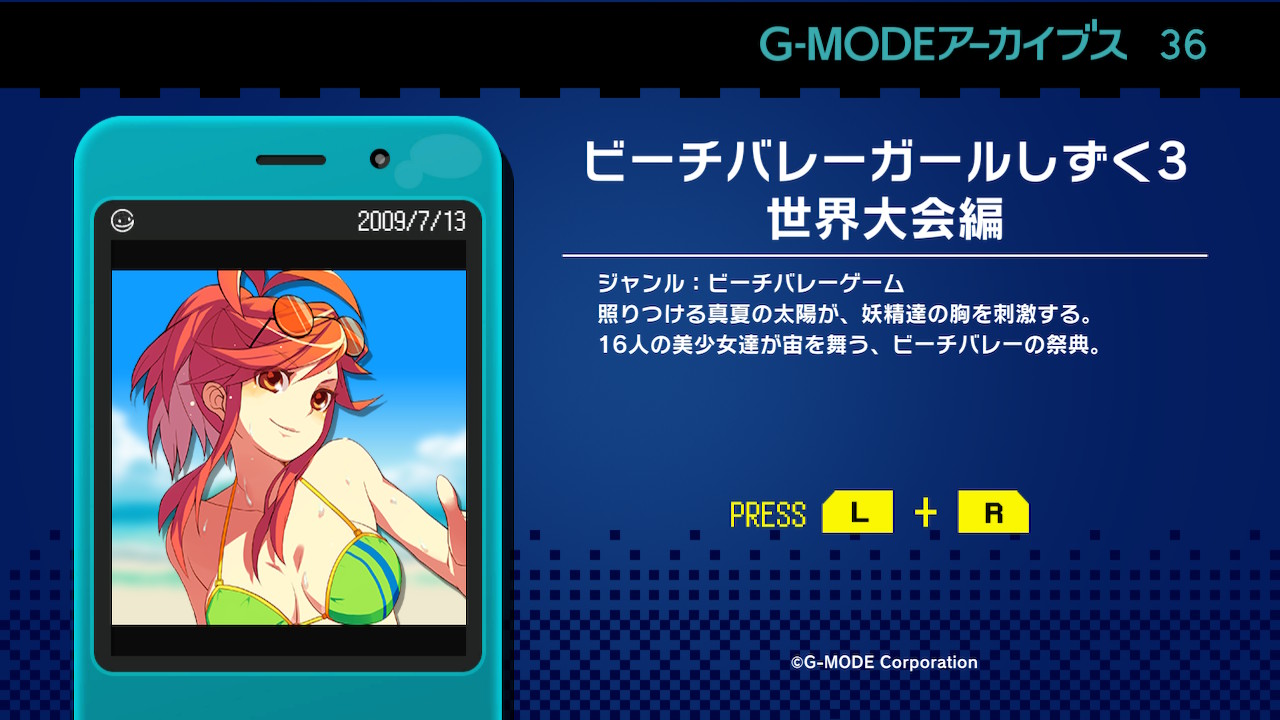 G-MODEアーカイブス 36
2009/7/13
ビーチバレーガールしずく3
世界大会編
ジャンル：ビーチバレーゲーム
照りつける真夏の太陽が、妖精達の胸を刺激する。
16人の美少女達が宙を舞う、ビーチバレーの祭典。
PRESS L + R
©G-MODE Corporation